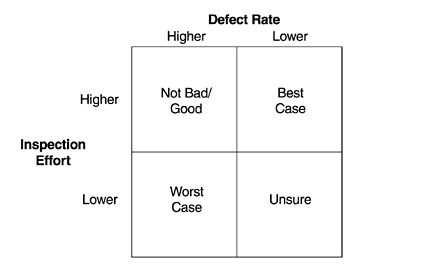 Defect Rate
Higher Lower
Higher
Not Bad/
Good
Best
Case
Inspection
Effort
Lower
Worst
Case
Unsure